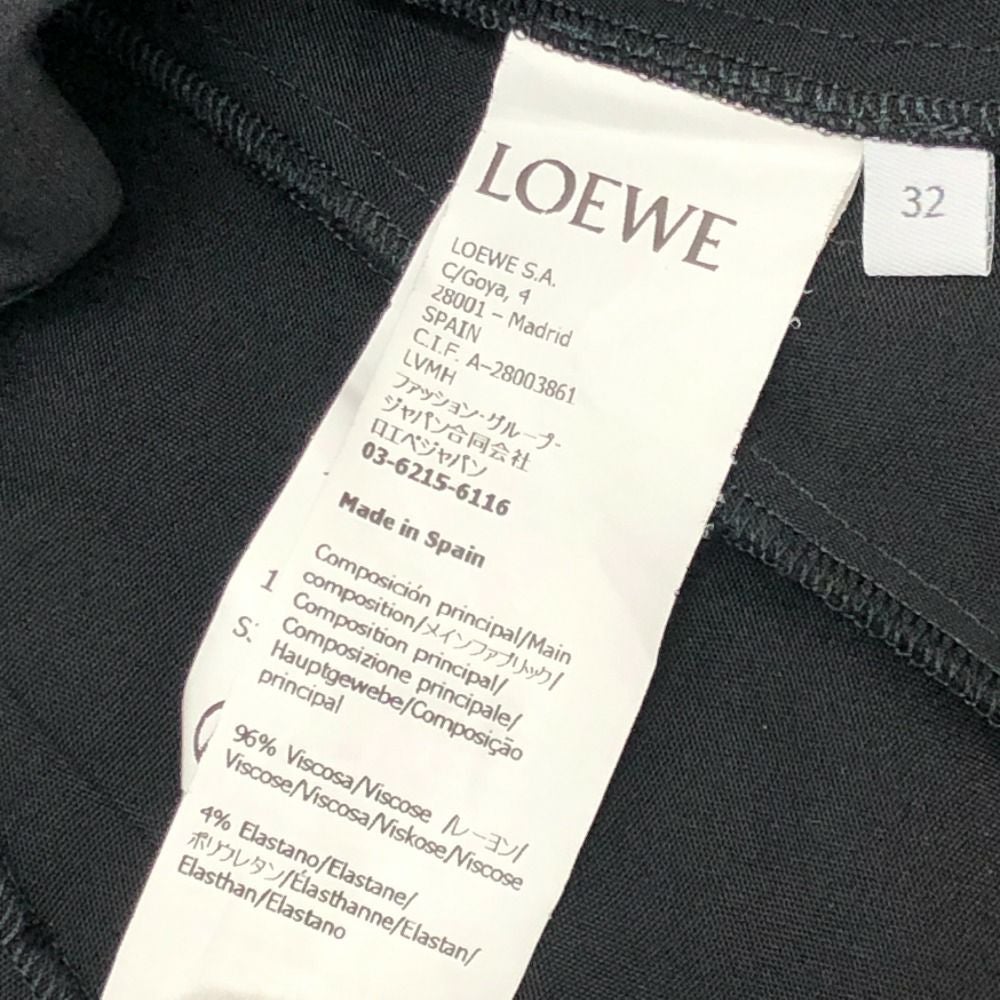 LOEWE
32
LOEWE S.A.
C/Goya, 4
28001 – Madrid
SPAIN
C.I.F. A-28003861
LVMH
ファッション・グループ・
ジャパン合同会社
ロエベジャパン
03-6215-6116
Made in Spain
Composición principal/Main
composition/メインファブリック/
Composition principal/
Composizione principale/
Hauptgewebe/Composição
principal
96% Viscosa/Viscose /レーヨン/
Viscose/Viscosa/Viskose/Viscose
4% Elastano/Elastane/
ポリウレタン/Élasthanne/Elastan/
Elasthan/Elastano
1
S: